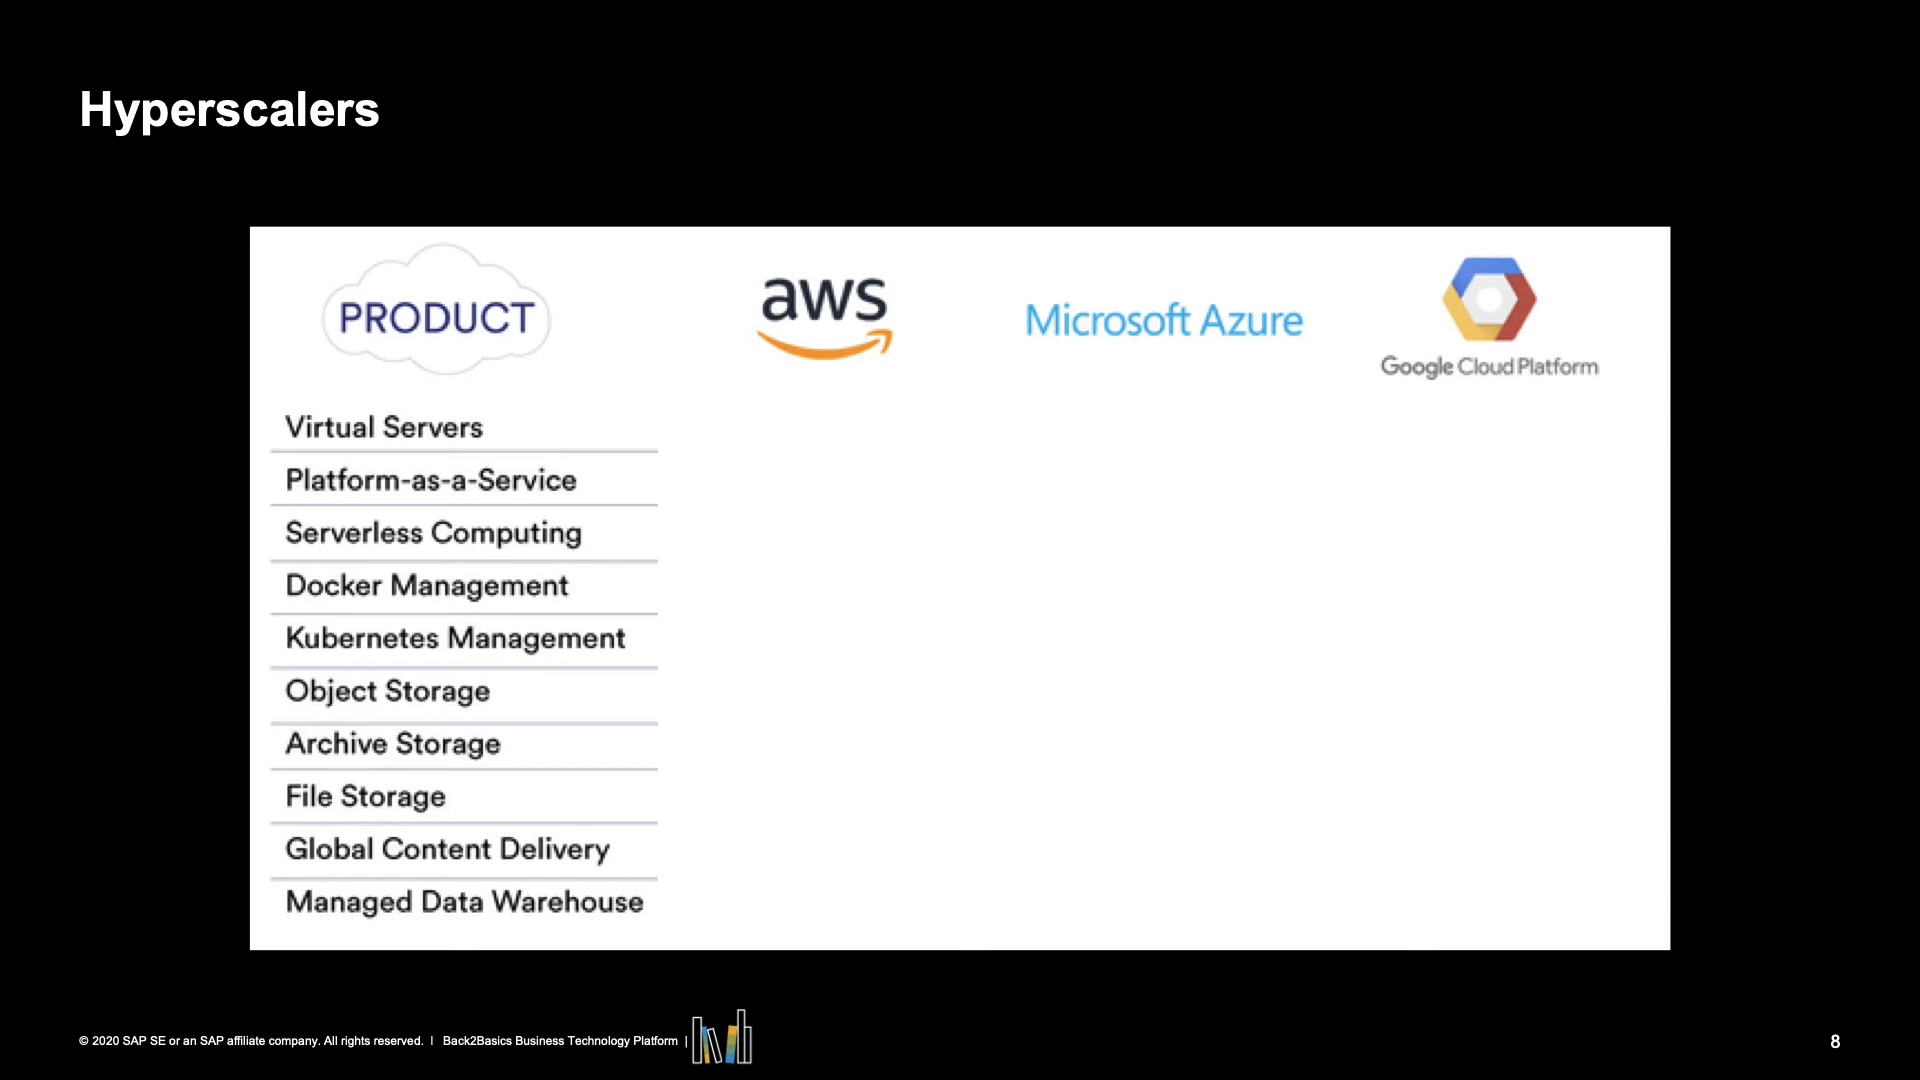 Hyperscalers
PRODUCT
aws
Microsoft Azure
Google Cloud Platform
Virtual Servers
Platform-as-a-Service
Serverless Computing
Docker Management
Kubernetes Management
Object Storage
Archive Storage
File Storage
Global Content Delivery
Managed Data Warehouse
© 2020 SAP SE or an SAP affiliate company. All rights reserved. | Back2Basics Business Technology Platform |
8